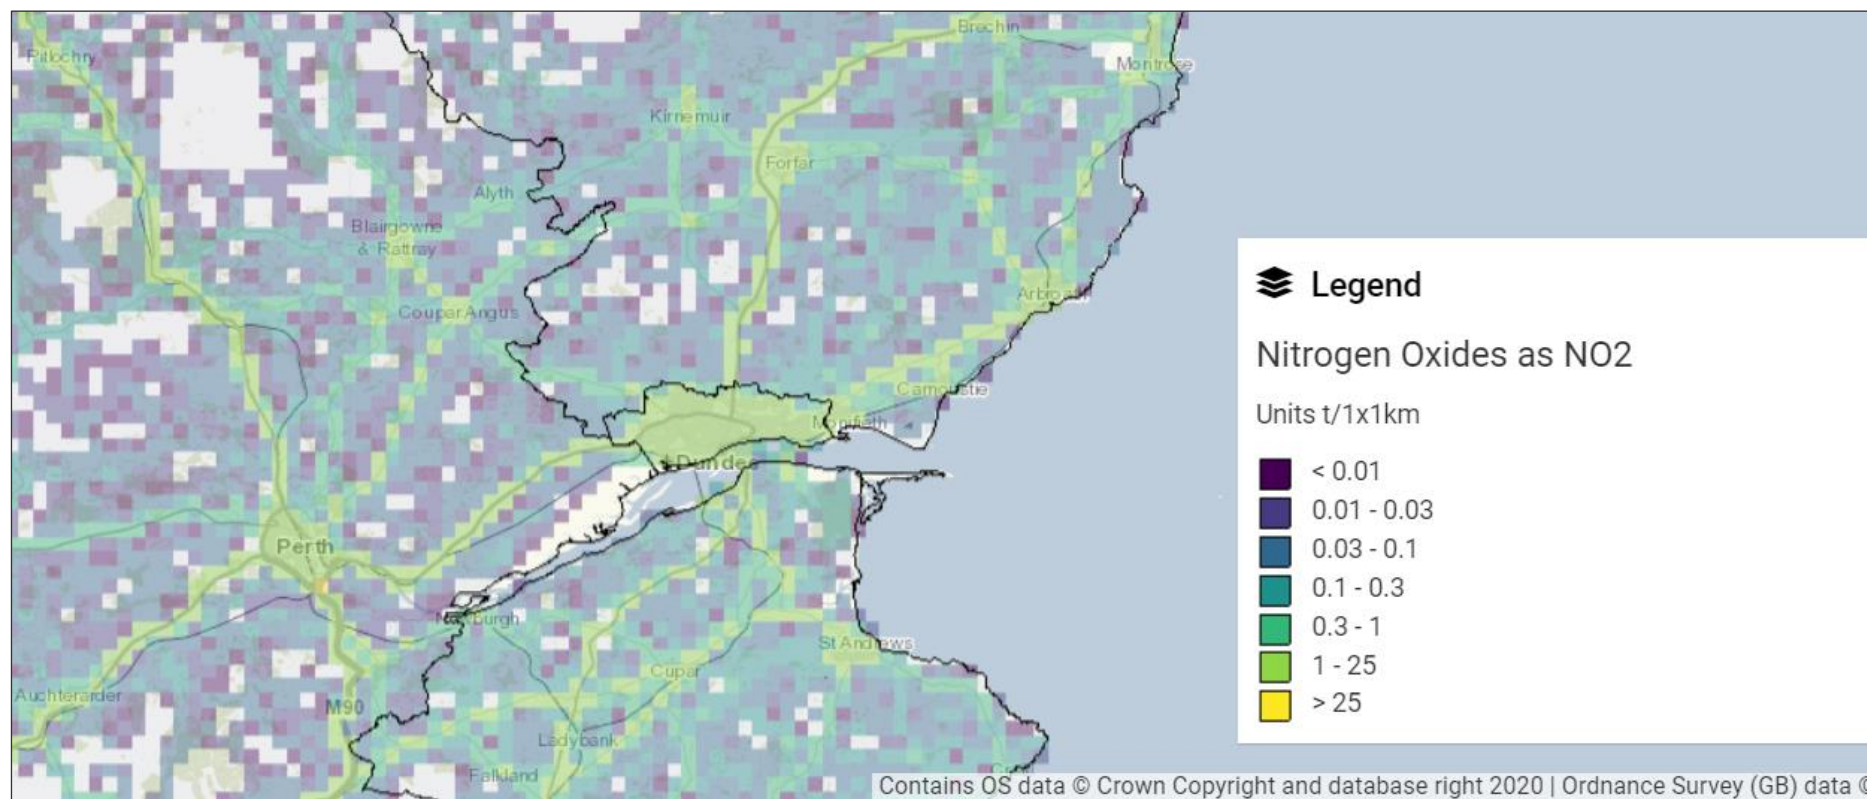 Brechin
Pitlochry
Montrose
Kirriemuir
Forfar
Alyth
Blairgowrie
& Rattray
Arbroath
Coupar Angus
Carnoustie
Monifieth
Dundee
Perth
Newburgh
St Andrews
Cupar
Auchterarder
M90
Ladybank
Falkland
Crail
Legend
Nitrogen Oxides as NO2
Units t/1x1km
< 0.01
0.01 - 0.03
0.03 - 0.1
0.1 - 0.3
0.3 - 1
1 - 25
> 25
Contains OS data © Crown Copyright and database right 2020 | Ordnance Survey (GB) data ©